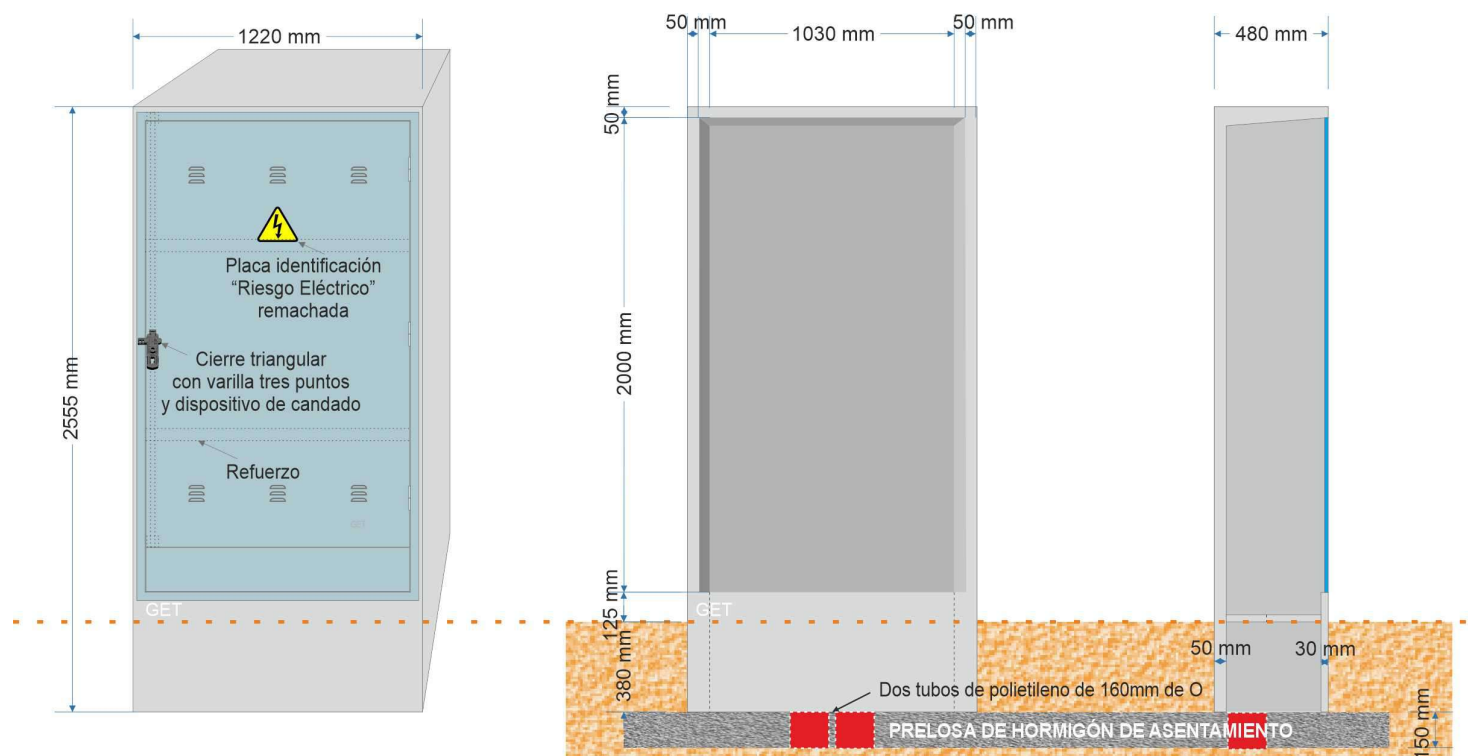 1220 mm
2555 mm
Placa identificación
“Riesgo Eléctrico”
remachada
Cierre triangular
con varilla tres puntos
y dispositivo de candado
Refuerzo
GET
GET
50 mm
1030 mm
50 mm
50 mm
2000 mm
125 mm
380 mm
GET
Dos tubos de polietileno de 160mm de O
PRELOSA DE HORMIGÓN DE ASENTAMIENTO
480 mm
50 mm
30 mm
150 mm